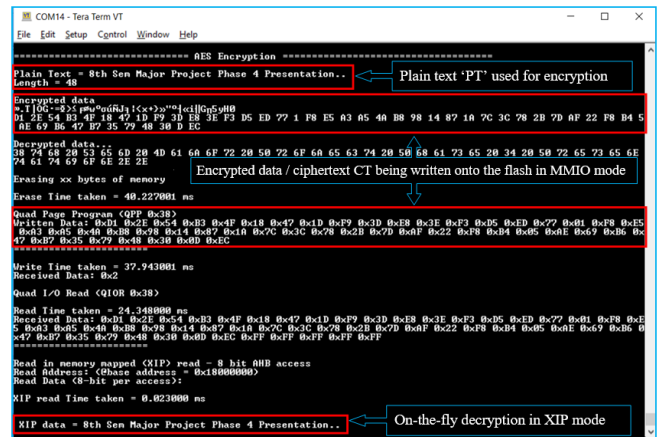 COM14 - Tera Term VT
File Edit Setup Control Window Help
============================== AES Encryption ====================================
Plain Text = 8th Sem Major Project Phase 4 Presentation..
Length = 48
Plain text ‘PT’ used for encryption
Encrypted data
D1 2E 54 B3 4F 18 47 1D F9 3D E8 3E F3 D5 ED 77 1 F8 E5 A3 A5 4A B8 98 14 87 1A 7C 3C 78 2B 7D AF 22 F8 B4 5
AE 69 B6 47 B7 35 79 48 30 D EC
Decrypted data...
38 74 68 20 53 65 6D 20 4D 61 6A 6F 72 20 50 72 6F 6A 65 63 74 20 50 68 61 73 65 20 34 20 50 72 65 73 65 6E
74 61 74 69 6F 6E 2E 2E
Encrypted data / ciphertext CT being written onto the flash in MMIO mode
Erasing xx bytes of memory
Erase Time taken = 40.227001 ms
Quad Page Program (QPP 0x38)
Written Data: 0xD1 0x2E 0x54 0xB3 0x4F 0x18 0x47 0x1D 0xF9 0x3D 0xE8 0x3E 0xF3 0xD5 0xED 0x77 0x01 0xF8 0xE5
0xA3 0xA5 0x4A 0xB8 0x98 0x14 0x87 0x1A 0x7C 0x3C 0x78 0x2B 0x7D 0xAF 0x22 0xF8 0xB4 0x05 0xAE 0x69 0xB6 0x
47 0xB7 0x35 0x79 0x48 0x30 0x0D 0xEC
=======================
Write Time taken = 37.943001 ms
Received Data: 0x2
Quad I/O Read (QIOR 0x38)
Read Time taken = 24.348000 ms
Received Data: 0xD1 0x2E 0x54 0xB3 0x4F 0x18 0x47 0x1D 0xF9 0x3D 0xE8 0x3E 0xF3 0xD5 0xED 0x77 0x01 0xF8 0xE
5 0xA3 0xA5 0x4A 0xB8 0x98 0x14 0x87 0x1A 0x7C 0x3C 0x78 0x2B 0x7D 0xAF 0x22 0xF8 0xB4 0x05 0xAE 0x69 0xB6 0
x47 0xB7 0x35 0x79 0x48 0x30 0x0D 0xEC 0xFF 0xFF 0xFF 0xFF 0xFF
=======================
Read in memory mapped (XIP) read - 8 bit AHB access
Read Address: (@base address = 0x18000000)
Read Data (8-bit per access):
XIP read Time taken = 0.023000 ms
XIP data = 8th Sem Major Project Phase 4 Presentation..
On-the-fly decryption in XIP mode